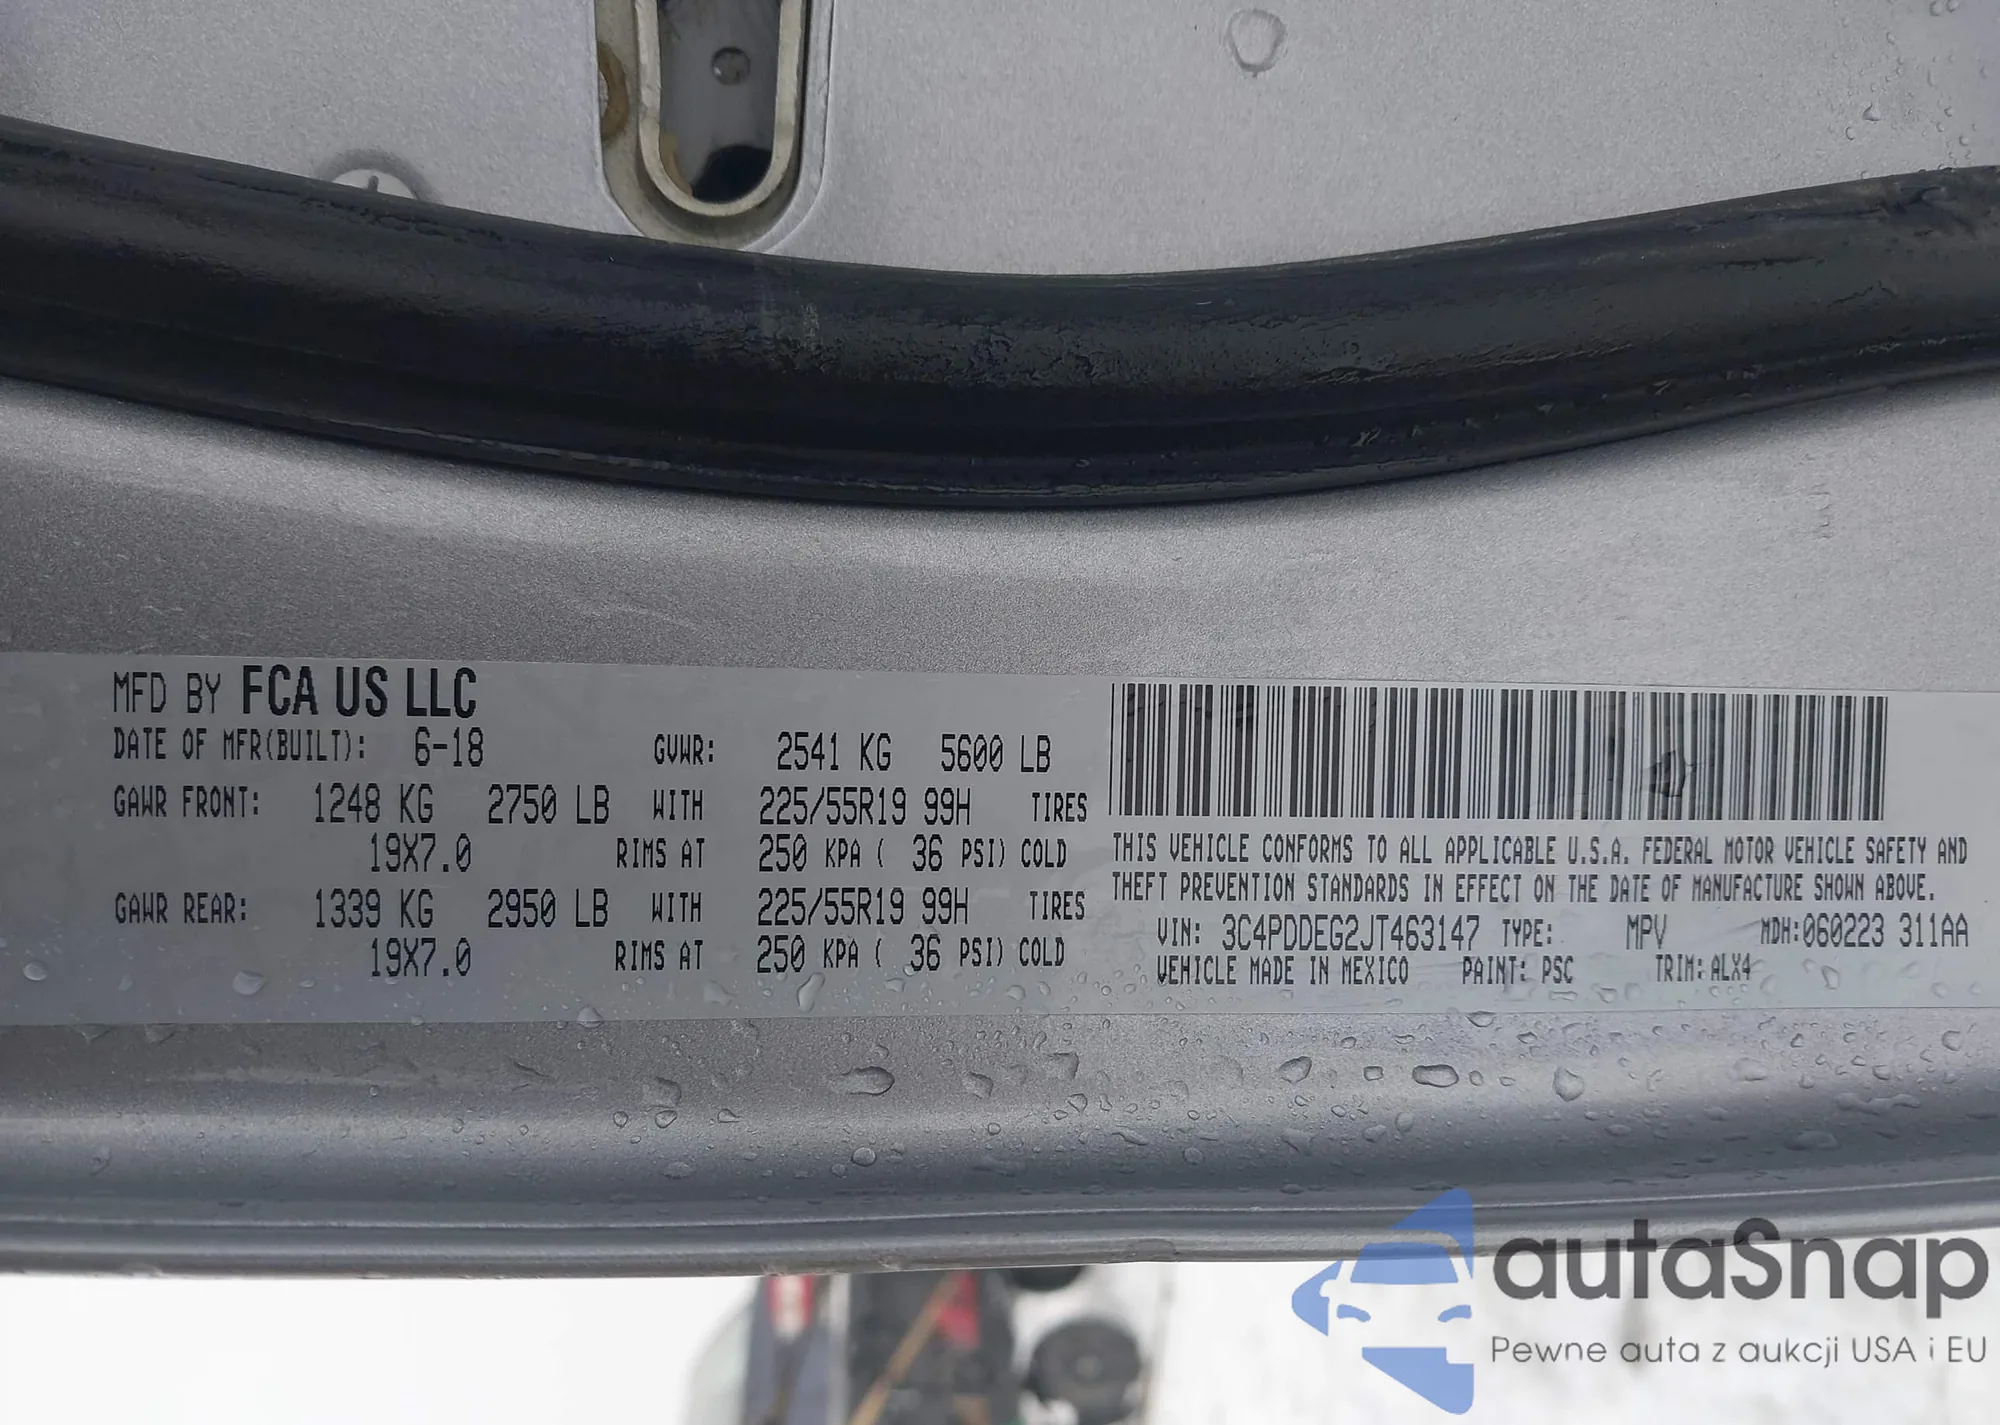 MFD BY FCA US LLC
DATE OF MFR(BUILT): 6-18 GVWR: 2541 KG 5600 LB
GAWR FRONT: 1248 KG 2750 LB WITH 225/55R19 99H TIRES
19X7.0 RIMS AT 250 KPA ( 36 PSI) COLD
GAWR REAR: 1339 KG 2950 LB WITH 225/55R19 99H TIRES
19X7.0 RIMS AT 250 KPA ( 36 PSI) COLD
THIS VEHICLE CONFORMS TO ALL APPLICABLE U.S.A. FEDERAL MOTOR VEHICLE SAFETY AND
THEFT PREVENTION STANDARDS IN EFFECT ON THE DATE OF MANUFACTURE SHOWN ABOVE.
VIN: 3C4PDDEG2JT463147 TYPE: MPV MDH:060223 311AA
VEHICLE MADE IN MEXICO PAINT: PSC TRIM: ALX4
autaSnap
Pewne auta z aukcji USA i EU